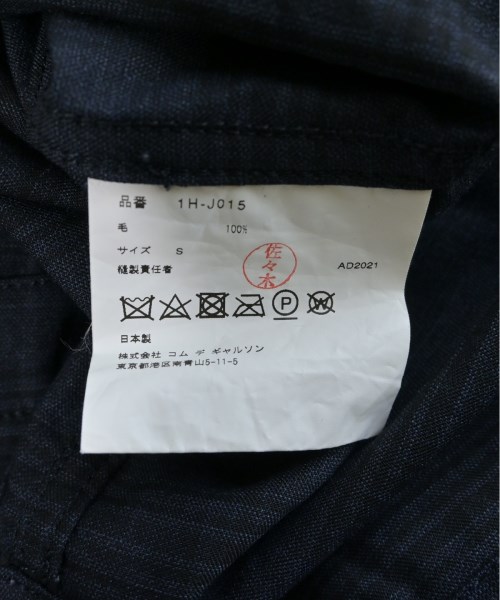 品番 1H-J015
毛 100%
サイズ S
縫製責任者 佐々木 AD2021
P W
日本製
株式会社 コム デ ギャルソン
東京都港区南青山5-11-5